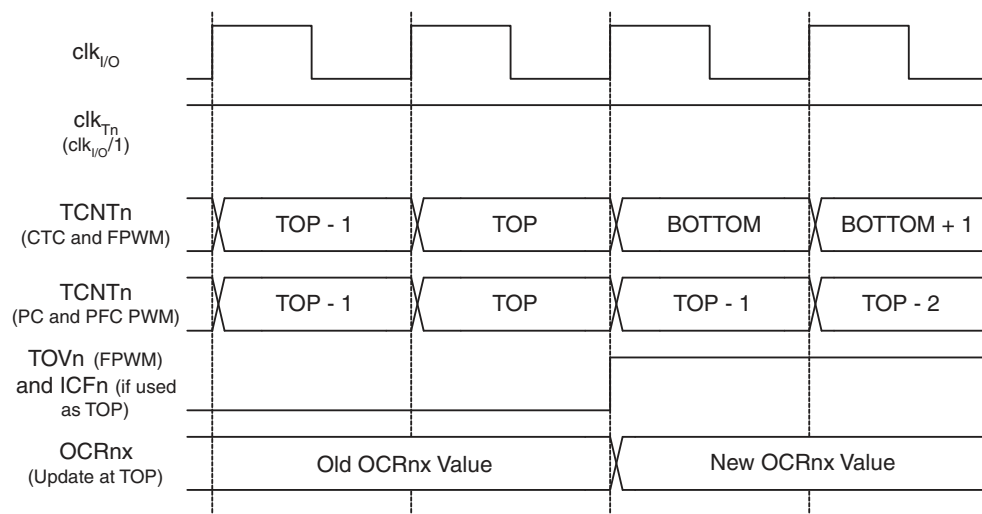 clkI/O
clkTn
(clkI/O/1)
TCNTn
(CTC and FPWM)
TOP - 1
TOP
BOTTOM
BOTTOM + 1
TCNTn
(PC and PFC PWM)
TOP - 1
TOP
TOP - 1
TOP - 2
TOVn (FPWM)
and ICFn (if used
as TOP)
OCRnx
(Update at TOP)
Old OCRnx Value
New OCRnx Value